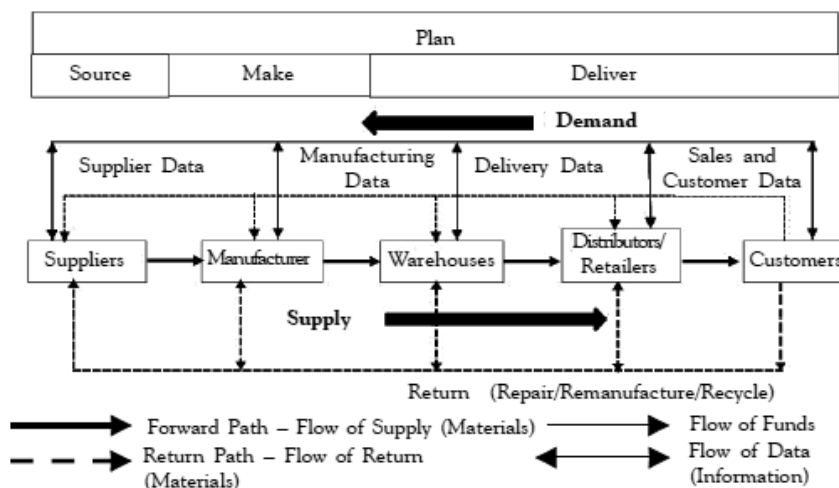 Plan
Source Make Deliver
Demand
Supplier Data Manufacturing Data Delivery Data Sales and Customer Data
Suppliers Manufacturer Warehouses Distributors/ Retailers Customers
Supply
Return (Repair/Remanufacture/Recycle)
Forward Path – Flow of Supply (Materials) Flow of Funds
Return Path – Flow of Return (Materials) Flow of Data (Information)